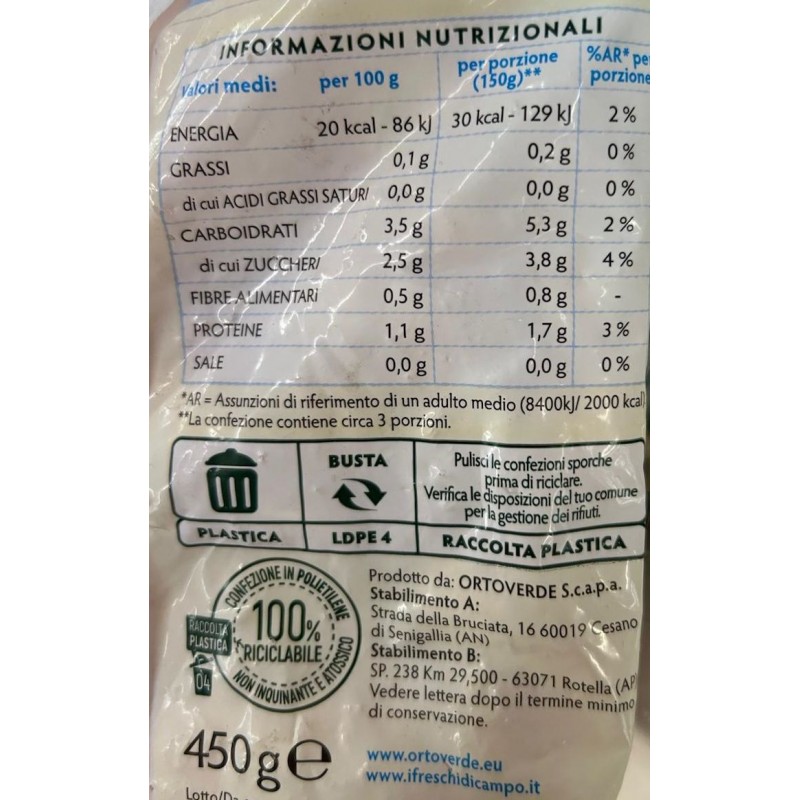 INFORMAZIONI NUTRIZIONALI
Valori medi: per 100 g per porzione (150g)** %AR* per porzione
ENERGIA 20 kcal - 86 kJ 30 kcal - 129 kJ 2 %
GRASSI 0,1 g 0,2 g 0 %
di cui ACIDI GRASSI SATURI 0,0 g 0,0 g 0 %
CARBOIDRATI 3,5 g 5,3 g 2 %
di cui ZUCCHERI 2,5 g 3,8 g 4 %
FIBRE ALIMENTARI 0,5 g 0,8 g -
PROTEINE 1,1 g 1,7 g 3 %
SALE 0,0 g 0,0 g 0 %
*AR = Assunzioni di riferimento di un adulto medio (8400kJ/ 2000 kcal)
**La confezione contiene circa 3 porzioni.
PLASTICA
BUSTA
LDPE 4
Pulisci le confezioni sporche
prima di riciclare.
Verifica le disposizioni del tuo comune
per la gestione dei rifiuti.
RACCOLTA PLASTICA
CONFEZIONE IN POLIETILENE
100%
RICICLABILE
NON INQUINANTE E ATOSSICO
RACCOLTA
PLASTICA
04
Prodotto da: ORTOVERDE S.c.a.p.a.
Stabilimento A:
Strada della Bruciata, 16 60019 Cesano
di Senigallia (AN)
Stabilimento B:
SP. 238 Km 29,500 - 63071 Rotella (AP
Vedere lettera dopo il termine minimo
di conservazione.
450 g e
www.ortoverde.eu
www.ifreschidicampo.it